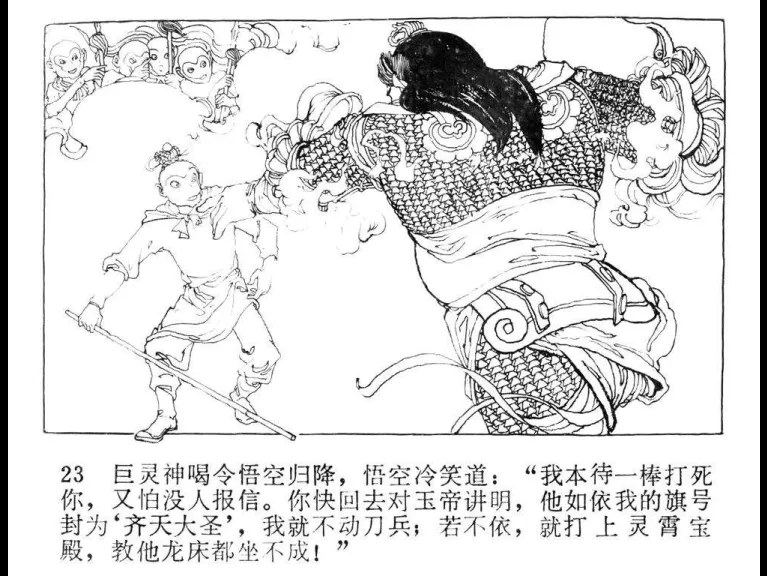 23 巨灵神喝令悟空归降，悟空冷笑道：“我本待一棒打死
你，又怕没人报信。你快回去对玉帝讲明，他如依我的旗号
封为‘齐天大圣’，我就不动刀兵；若不依，就打上灵霄宝
殿，教他龙床都坐不成！”